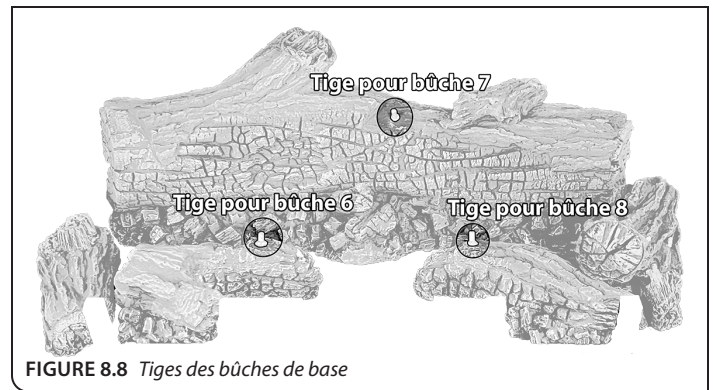 Tige pour bûche 7
Tige pour bûche 6
Tige pour bûche 8
FIGURE 8.8 Tiges des bûches de base